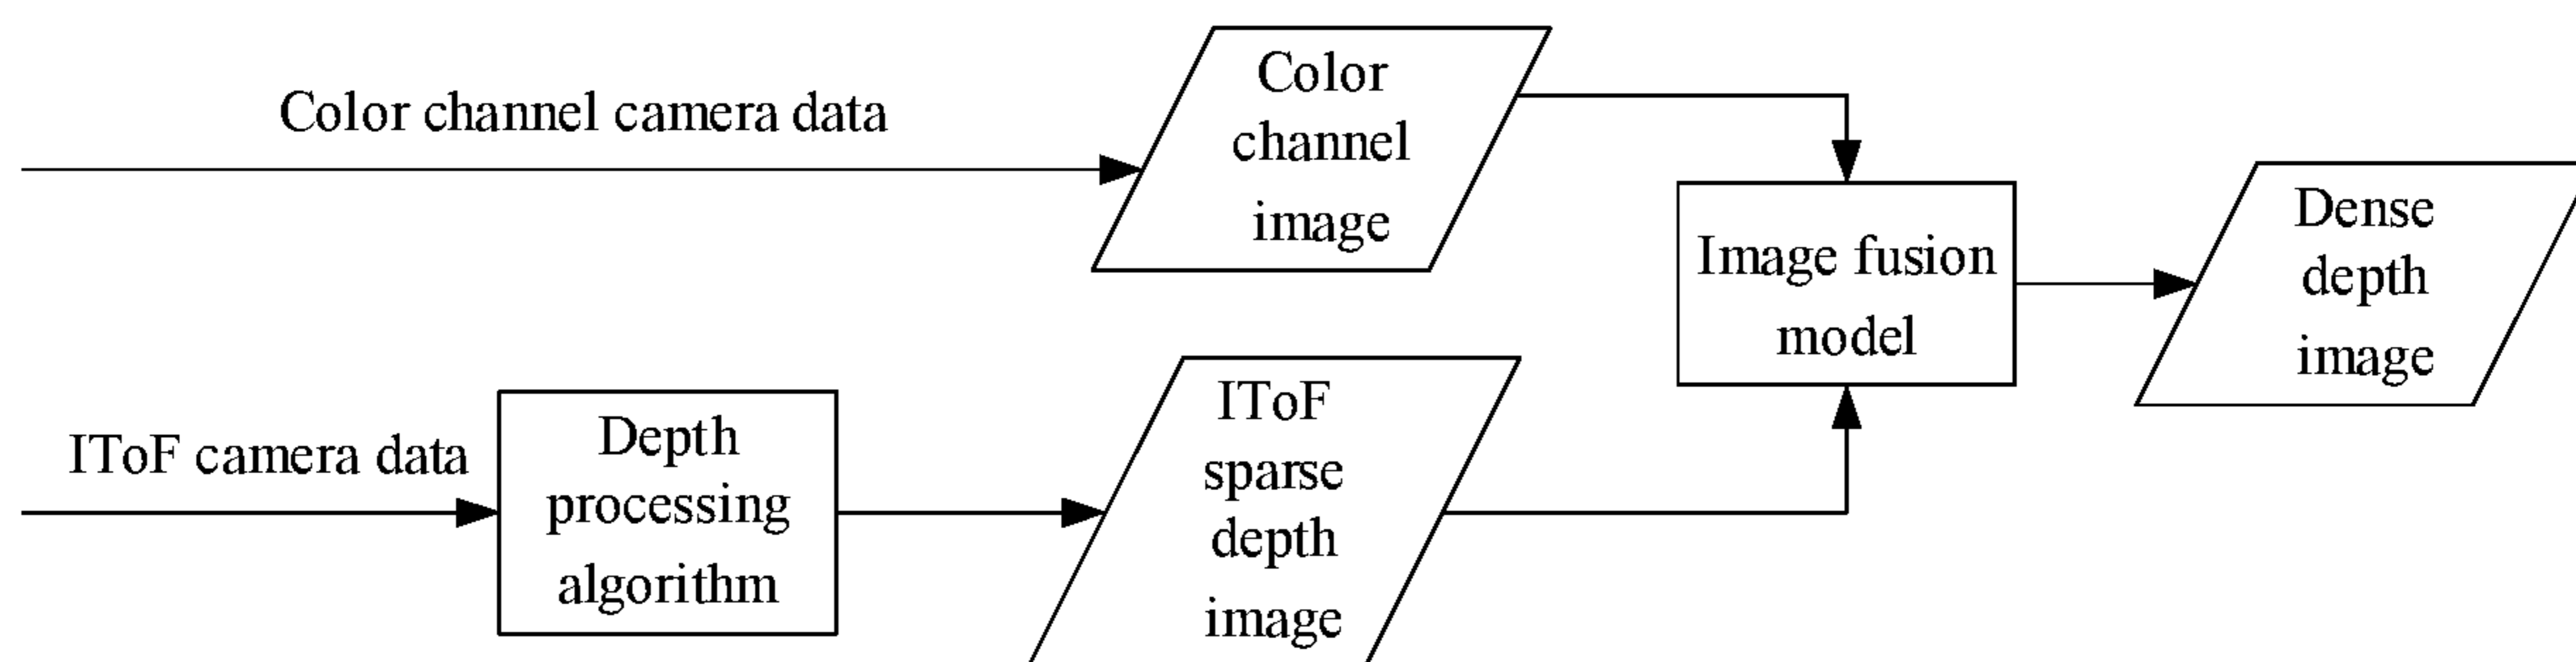 Color channel camera data
Color
channel
image
Image fusion
model
Dense
depth
image
IToF camera data
Depth
processing
algorithm
IToF
sparse
depth
image